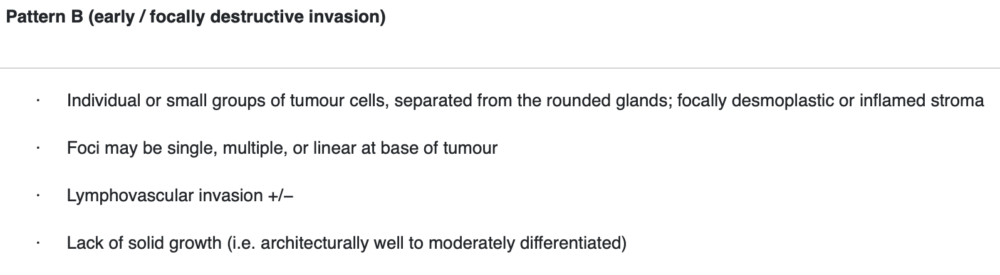 Pattern B (early / focally destructive invasion)
· Individual or small groups of tumour cells, separated from the rounded glands; focally desmoplastic or inflamed stroma
· Foci may be single, multiple, or linear at base of tumour
· Lymphovascular invasion +/–
· Lack of solid growth (i.e. architecturally well to moderately differentiated)